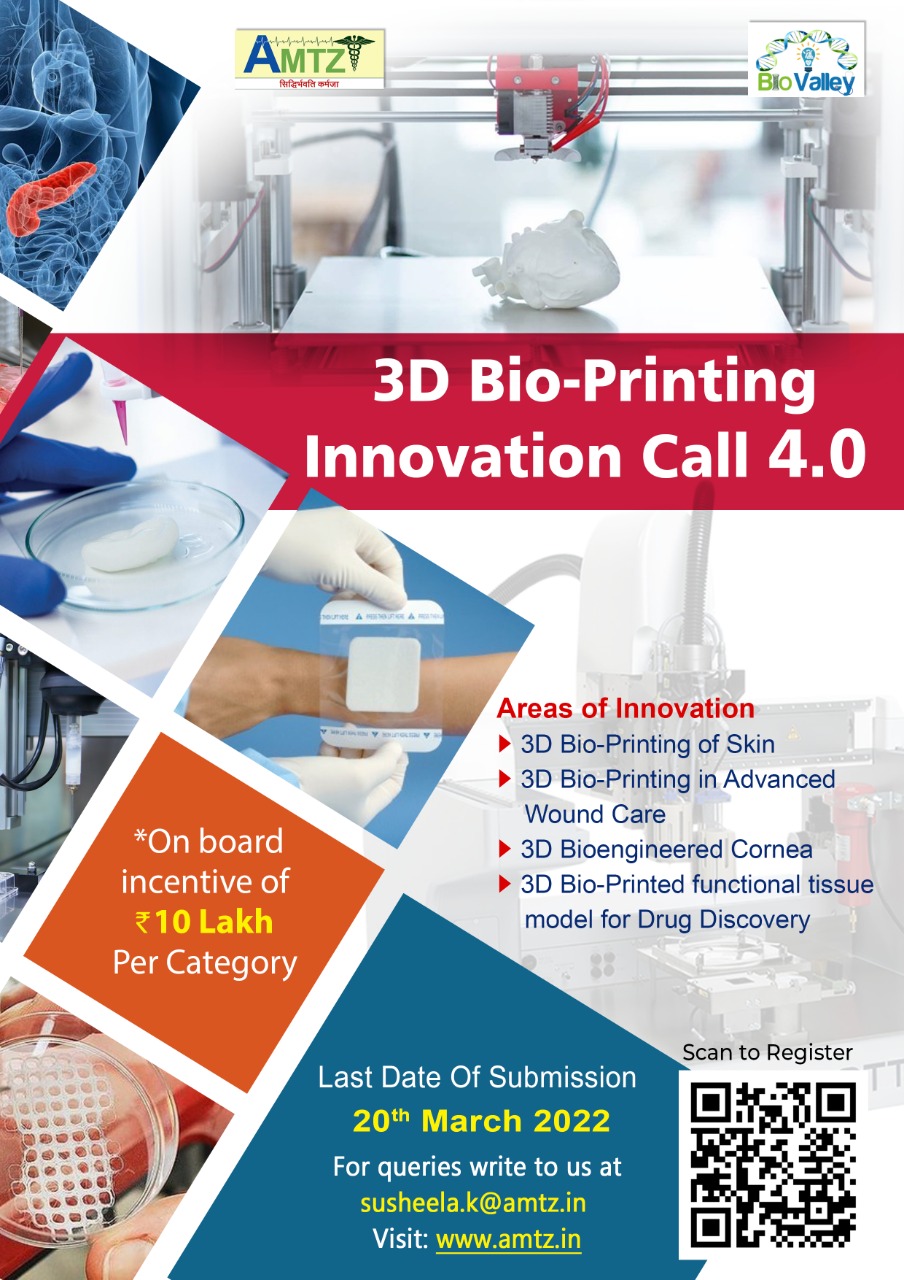 AMTZ
सिद्धिर्भवति कर्मजा
Bio Valley
3D Bio-Printing
Innovation Call 4.0
Areas of Innovation
3D Bio-Printing of Skin
3D Bio-Printing in Advanced
Wound Care
3D Bioengineered Cornea
3D Bio-Printed functional tissue
model for Drug Discovery
*On board
incentive of
₹10 Lakh
Per Category
Last Date Of Submission
20th March 2022
For queries write to us at
susheela.k@amtz.in
Visit: www.amtz.in
Scan to Register